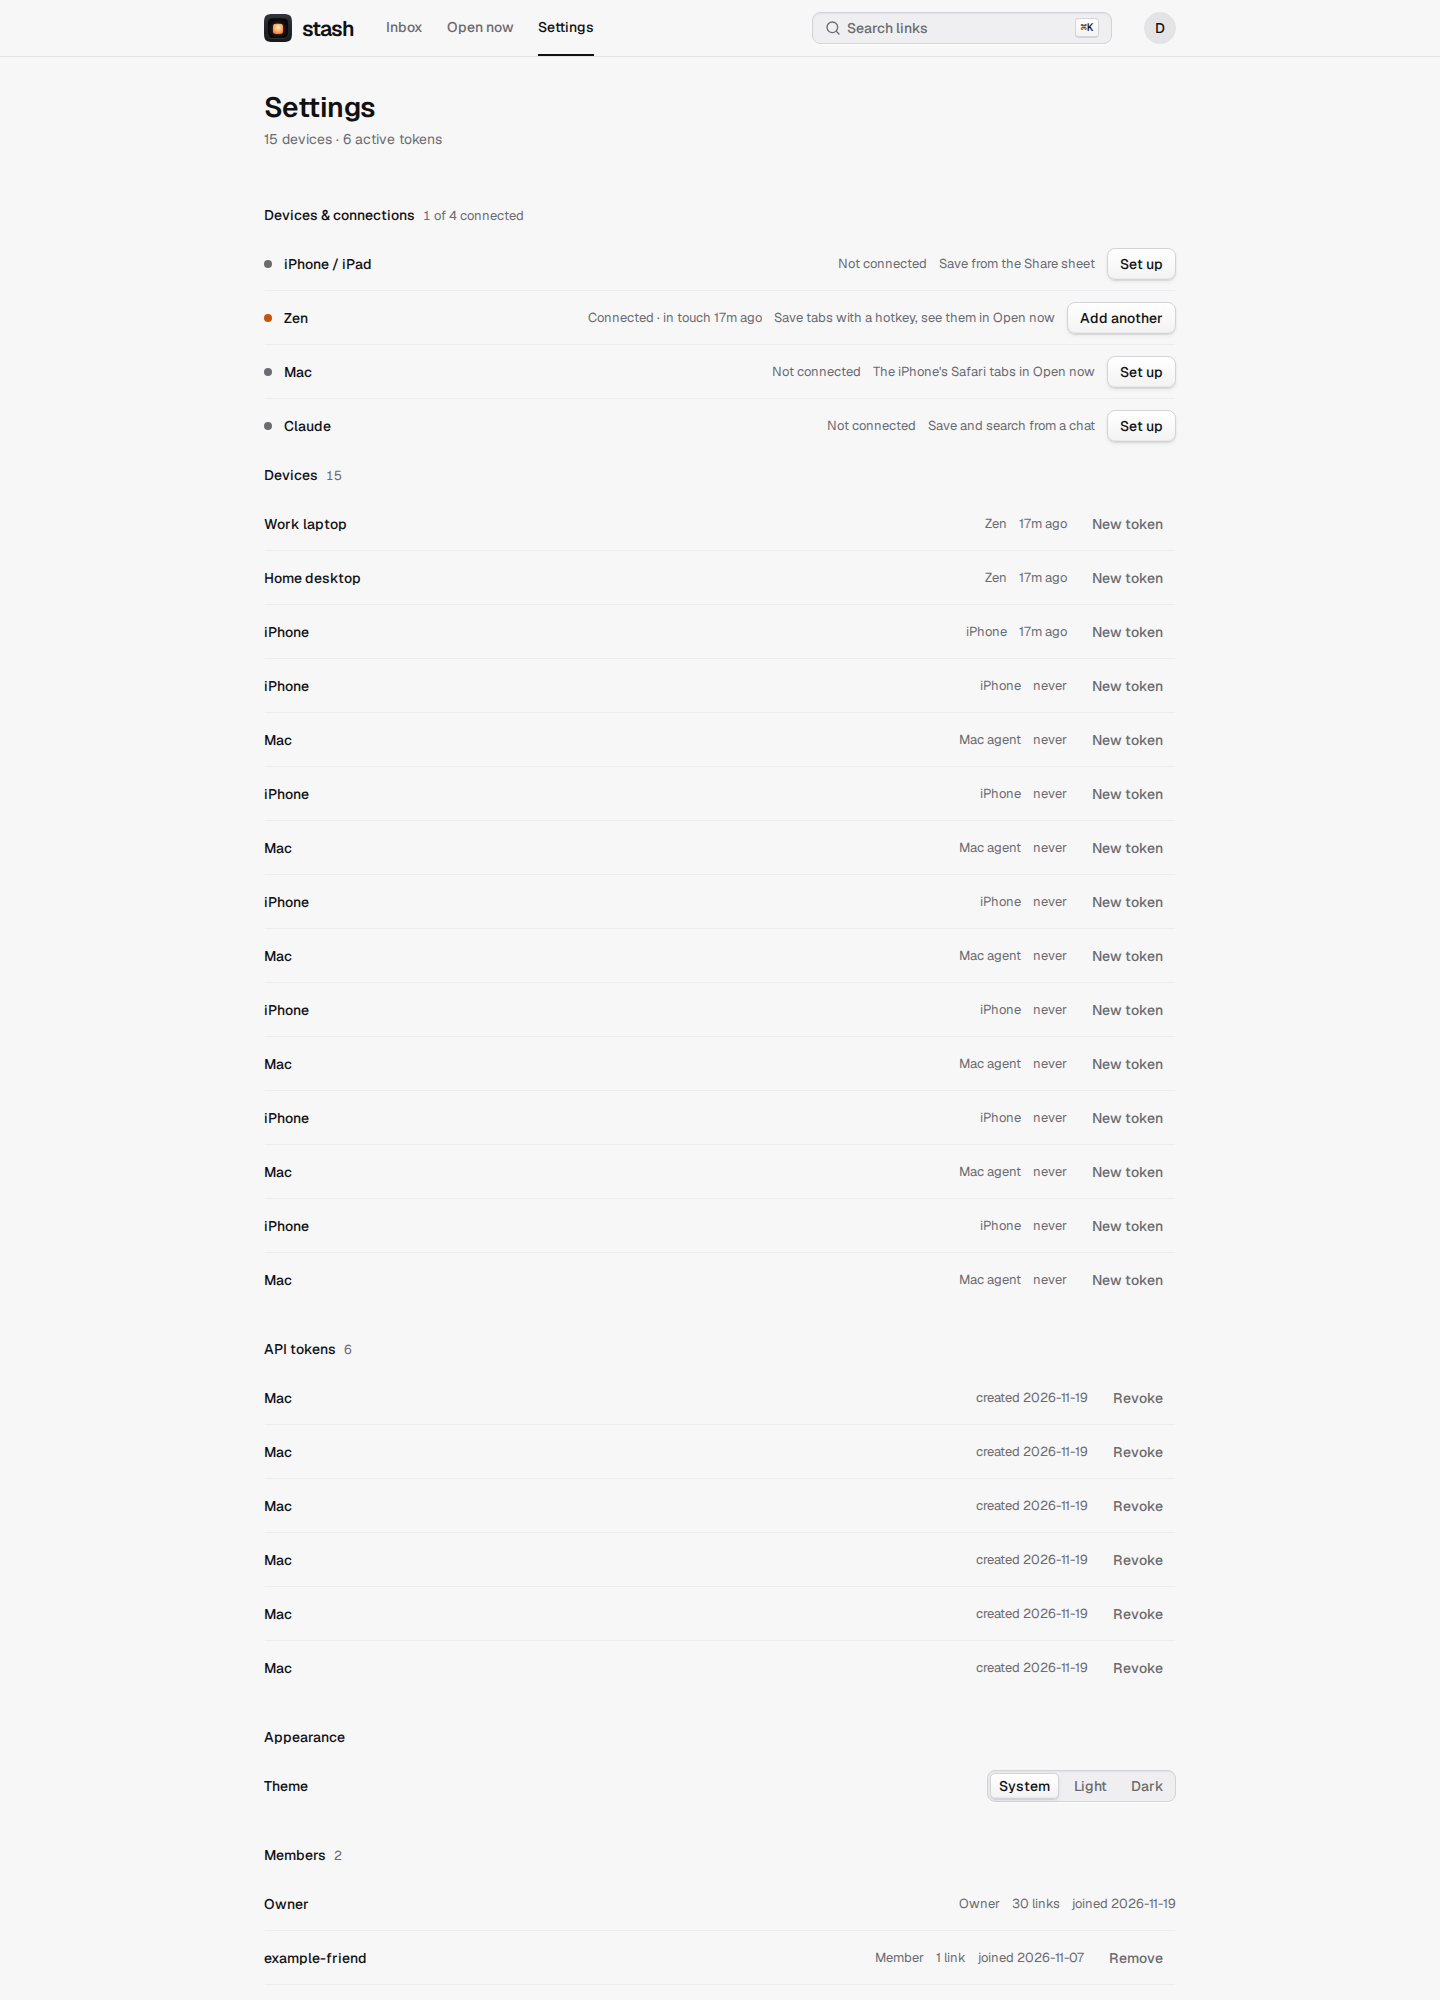 stash Inbox Open now Settings Search links ⌘K D
Settings
15 devices · 6 active tokens
Devices & connections 1 of 4 connected
iPhone / iPad Not connected Save from the Share sheet Set up
Zen Connected · in touch 17m ago Save tabs with a hotkey, see them in Open now Add another
Mac Not connected The iPhone's Safari tabs in Open now Set up
Claude Not connected Save and search from a chat Set up
Devices 15
Work laptop Zen 17m ago New token
Home desktop Zen 17m ago New token
iPhone iPhone 17m ago New token
iPhone iPhone never New token
Mac Mac agent never New token
iPhone iPhone never New token
Mac Mac agent never New token
iPhone iPhone never New token
Mac Mac agent never New token
iPhone iPhone never New token
Mac Mac agent never New token
iPhone iPhone never New token
Mac Mac agent never New token
iPhone iPhone never New token
Mac Mac agent never New token
API tokens 6
Mac created 2026-11-19 Revoke
Mac created 2026-11-19 Revoke
Mac created 2026-11-19 Revoke
Mac created 2026-11-19 Revoke
Mac created 2026-11-19 Revoke
Mac created 2026-11-19 Revoke
Appearance
Theme System Light Dark
Members 2
Owner Owner 30 links joined 2026-11-19
example-friend Member 1 link joined 2026-11-07 Remove